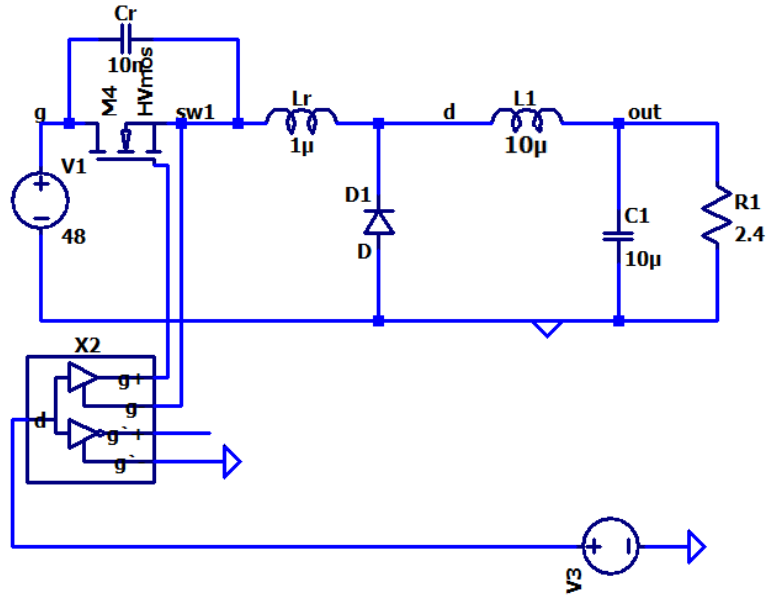 Cr
10n
M4
HVmos
g
sw1
Lr
1µ
d
L1
10µ
out
V1
48
D1
D
C1
10µ
R1
2.4
X2
g+
g
d
g`+
g`
V3